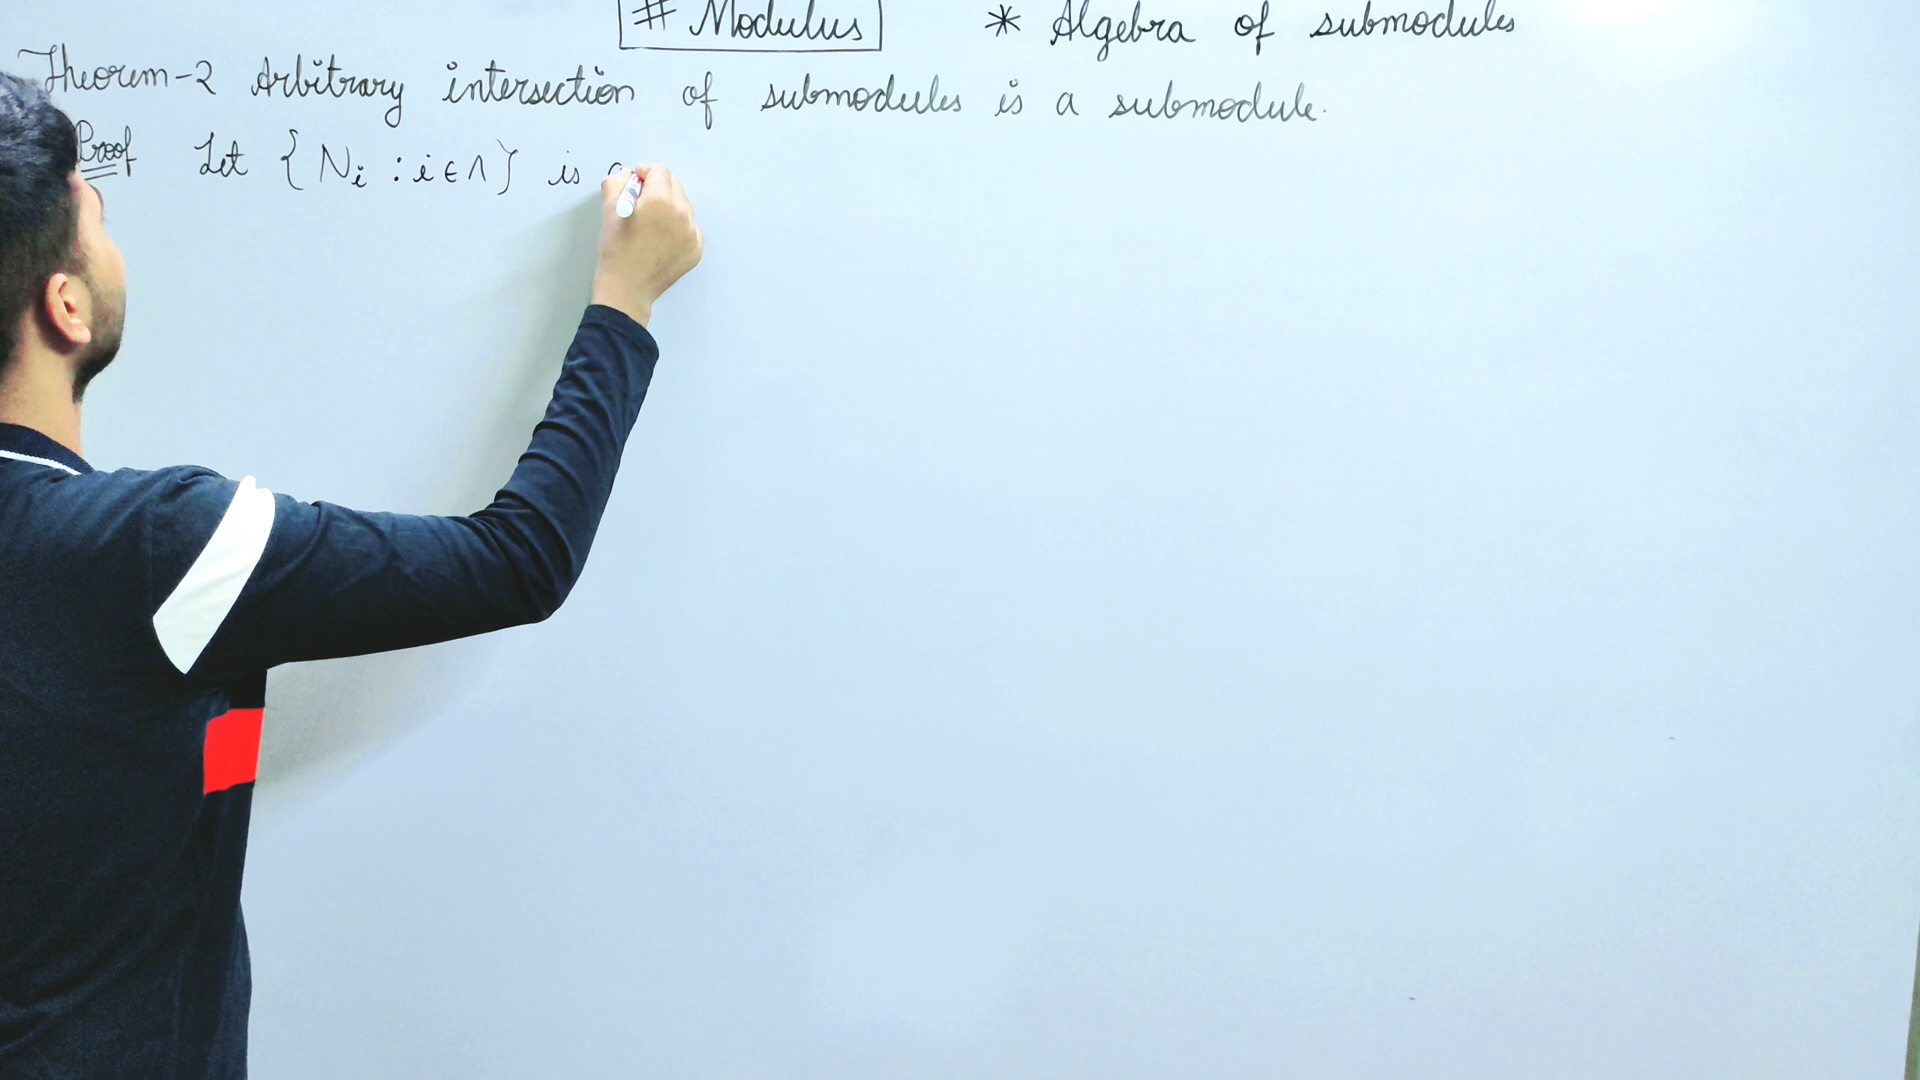 # Modulus * Algebra of submodules
Theorem-2 Arbitrary intersection of submodules is a submodule.
Proof Let { Nᵢ : i ∈ Λ } is a